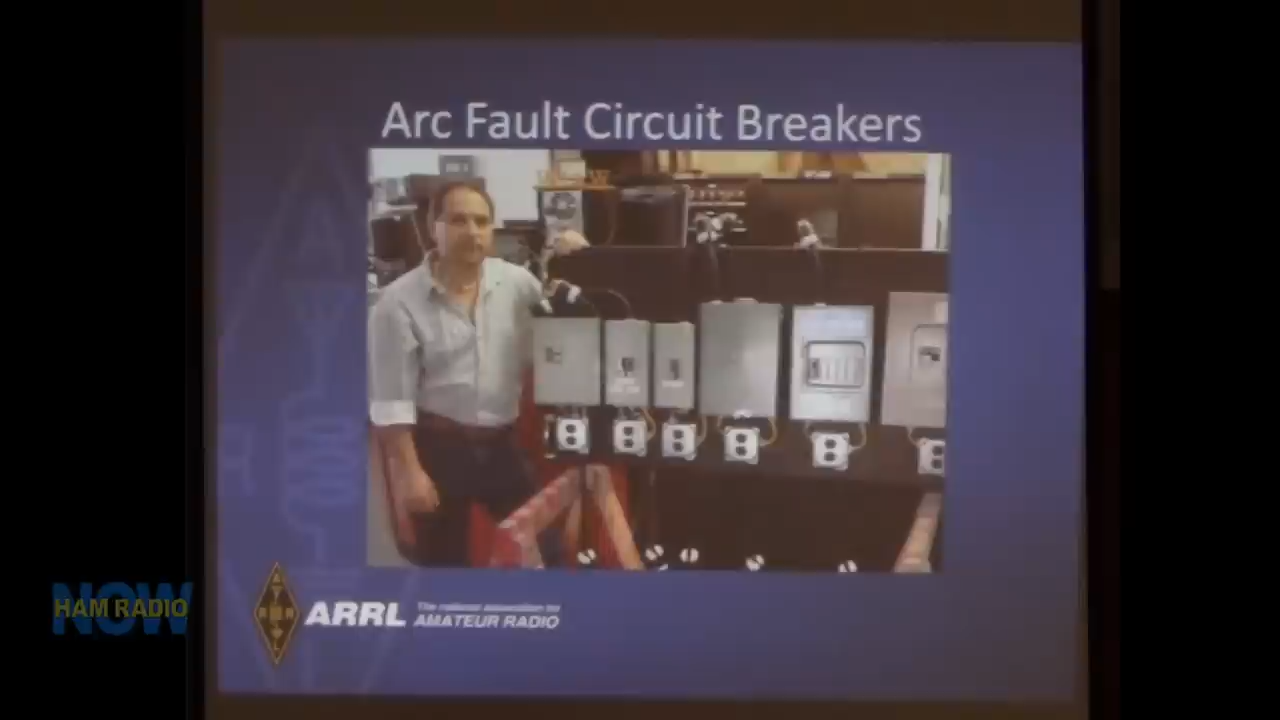 Arc Fault Circuit Breakers
NOW
HAM RADIO
ARRL
The national association for
AMATEUR RADIO